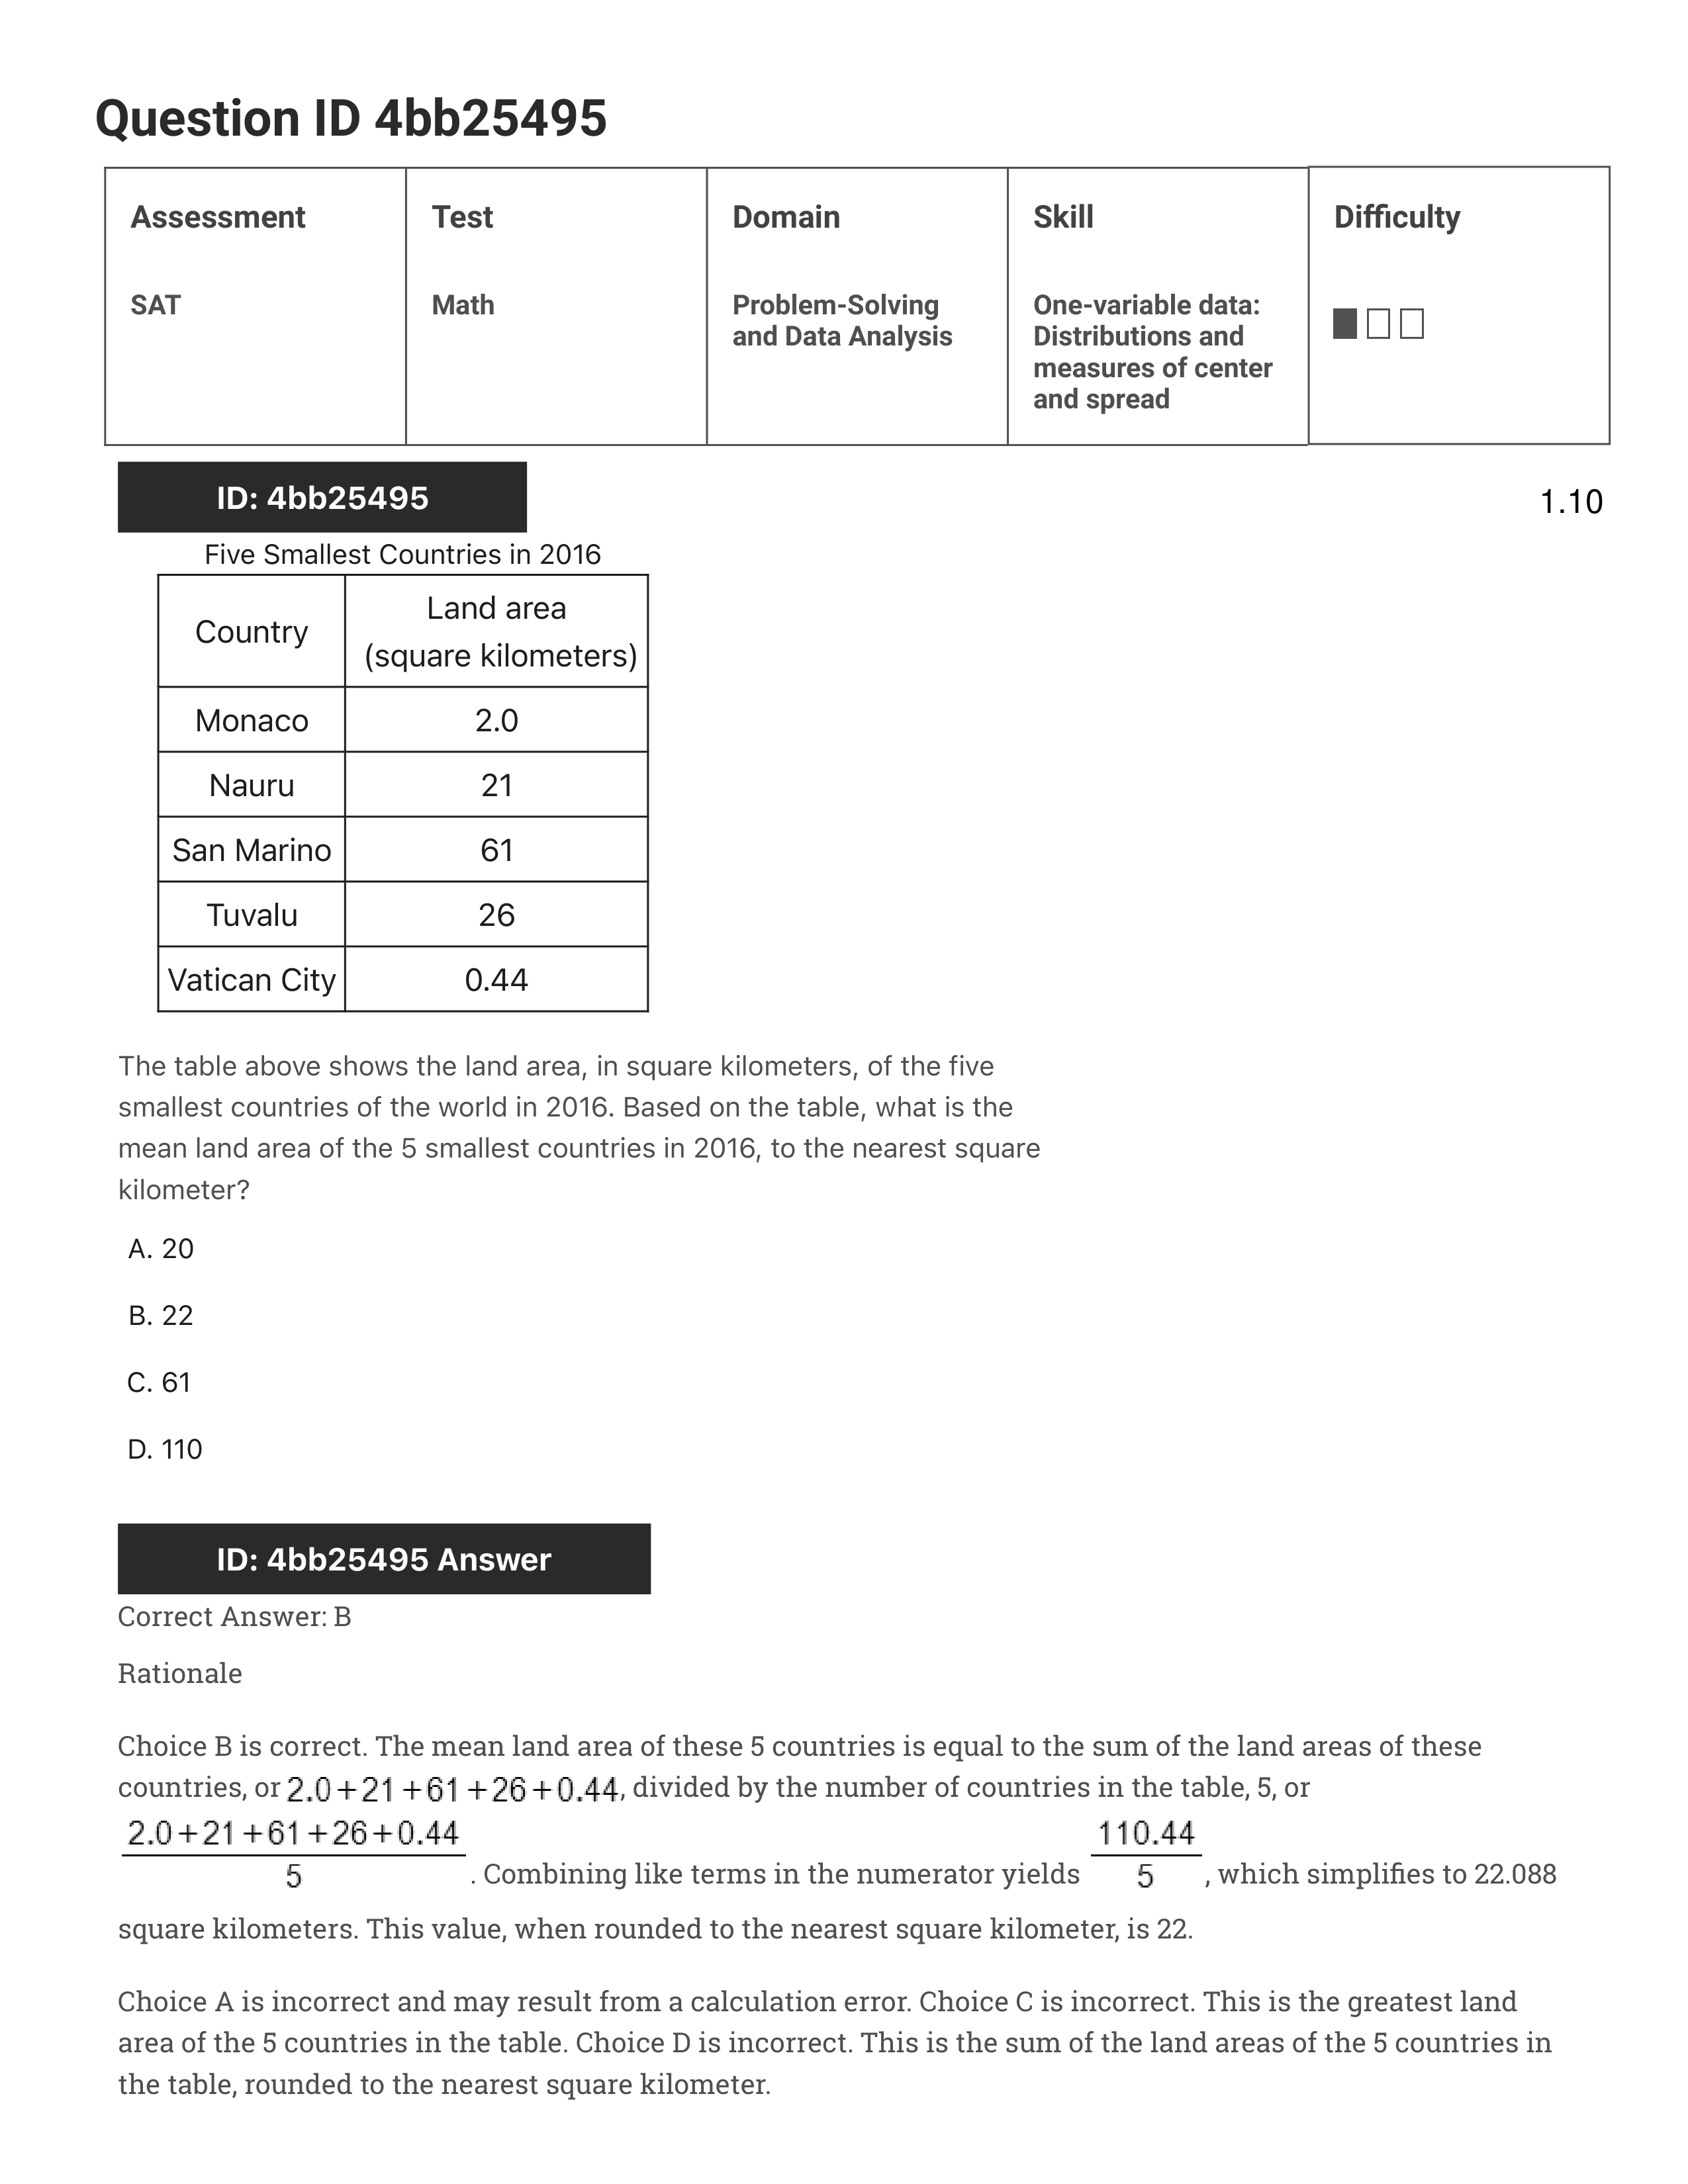 Question ID 4bb25495
Assessment Test Domain Skill Difficulty
SAT Math Problem-Solving and Data Analysis One-variable data: Distributions and measures of center and spread
ID: 4bb25495
1.10
Five Smallest Countries in 2016
Country Land area (square kilometers)
Monaco 2.0
Nauru 21
San Marino 61
Tuvalu 26
Vatican City 0.44
The table above shows the land area, in square kilometers, of the five
smallest countries of the world in 2016. Based on the table, what is the
mean land area of the 5 smallest countries in 2016, to the nearest square
kilometer?
A. 20
B. 22
C. 61
D. 110
ID: 4bb25495 Answer
Correct Answer: B
Rationale
Choice B is correct. The mean land area of these 5 countries is equal to the sum of the land areas of these
countries, or 2.0+21+61+26+0.44, divided by the number of countries in the table, 5, or
2.0+21+61+26+0.44
5
. Combining like terms in the numerator yields 110.44
5
, which simplifies to 22.088
square kilometers. This value, when rounded to the nearest square kilometer, is 22.
Choice A is incorrect and may result from a calculation error. Choice C is incorrect. This is the greatest land
area of the 5 countries in the table. Choice D is incorrect. This is the sum of the land areas of the 5 countries in
the table, rounded to the nearest square kilometer.